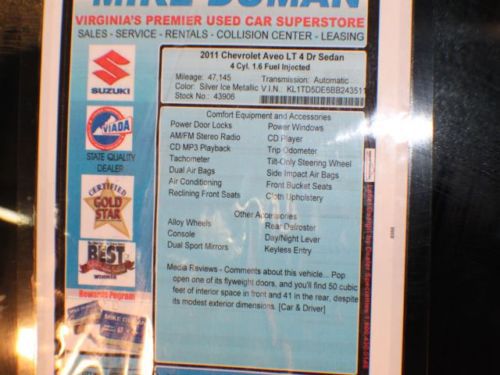 MIKE DUMAN
VIRGINIA'S PREMIER USED CAR SUPERSTORE
SALES - SERVICE - RENTALS - COLLISION CENTER - LEASING
SUZUKI
VIADA
STATE QUALITY
DEALER
CERTIFIED
GOLD
STAR
BEST
WINNER
Rewards Program
2011 Chevrolet Aveo LT 4 Dr Sedan
4 Cyl. 1.6 Fuel Injected
Mileage: 47,145 Transmission: Automatic
Color: Silver Ice Metallic V.I.N.: KL1TD5DE6BB243511
Stock No.: 43906
Comfort Equipment and Accessories
Power Door Locks Power Windows
AM/FM Stereo Radio CD Player
CD MP3 Playback Trip Odometer
Tachometer Tilt-Only Steering Wheel
Dual Air Bags Side Impact Air Bags
Air Conditioning Front Bucket Seats
Reclining Front Seats Cloth Upholstery
Other Accessories
Alloy Wheels Rear Defroster
Console Day/Night Lever
Dual Sport Mirrors Keyless Entry
Media Reviews - Comments about this vehicle... Pop
open one of its flyweight doors, and you'll find 50 cubic
feet of interior space in front and 41 in the rear, despite
its modest exterior dimensions. [Car & Driver]